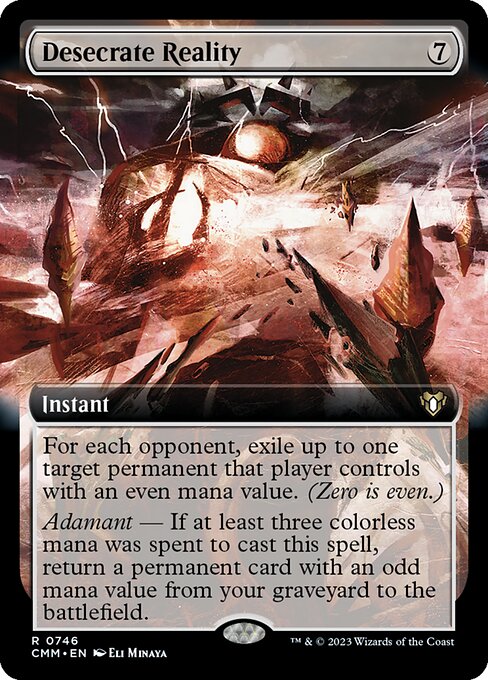 Desecrate Reality 7
Instant
For each opponent, exile up to one
target permanent that player controls
with an even mana value. (Zero is even.)
Adamant — If at least three colorless
mana was spent to cast this spell,
return a permanent card with an odd
mana value from your graveyard to the
battlefield.
R 0746
CMM • EN Eli Minaya
™ & © 2023 Wizards of the Coast